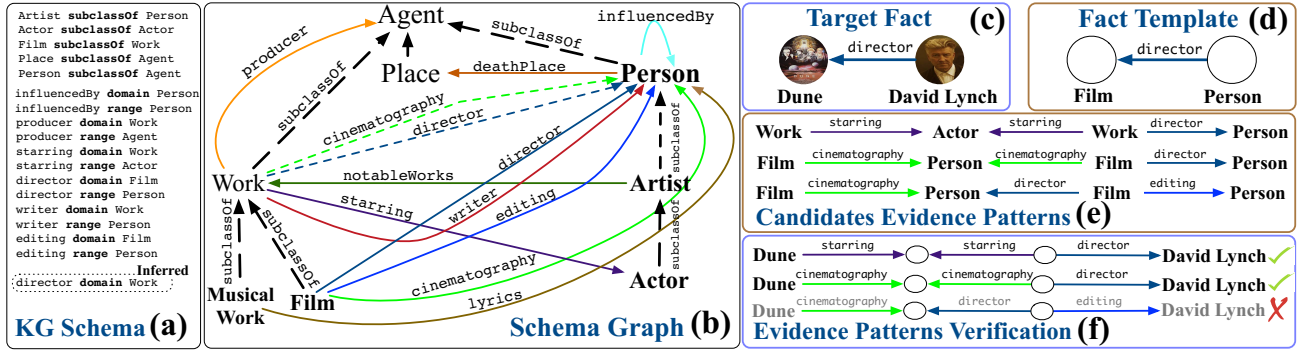 Artist subclassOf Person
Actor subclassOf Actor
Film subclassOf Work
Place subclassOf Agent
Person subclassOf Agent
influencedBy domain Person
influencedBy range Person
producer domain Work
producer range Agent
starring domain Work
starring range Actor
director domain Film
director range Person
writer domain Work
writer range Person
editing domain Film
editing range Person
Inferred
director domain Work
KG Schema (a)
Agent
subclassOf
influencedBy
producer
Place
deathPlace
Person
subclassOf
cinematography
director
director
subclassOf
Work
notableWorks
Artist
starring
writer
editing
subclassOf
subclassOf
subclassOf
cinematography
Actor
Musical
Work
Film
lyrics
Schema Graph (b)
Target Fact (c)
director
Dune
David Lynch
Fact Template (d)
director
Film
Person
Work starring Actor starring Work director Person
Film cinematography Person cinematography Film director Person
Film cinematography Person director Film editing Person
Candidates Evidence Patterns (e)
Dune starring starring director David Lynch
Dune cinematography cinematography director David Lynch
Dune cinematography director editing David Lynch
Evidence Patterns Verification (f)